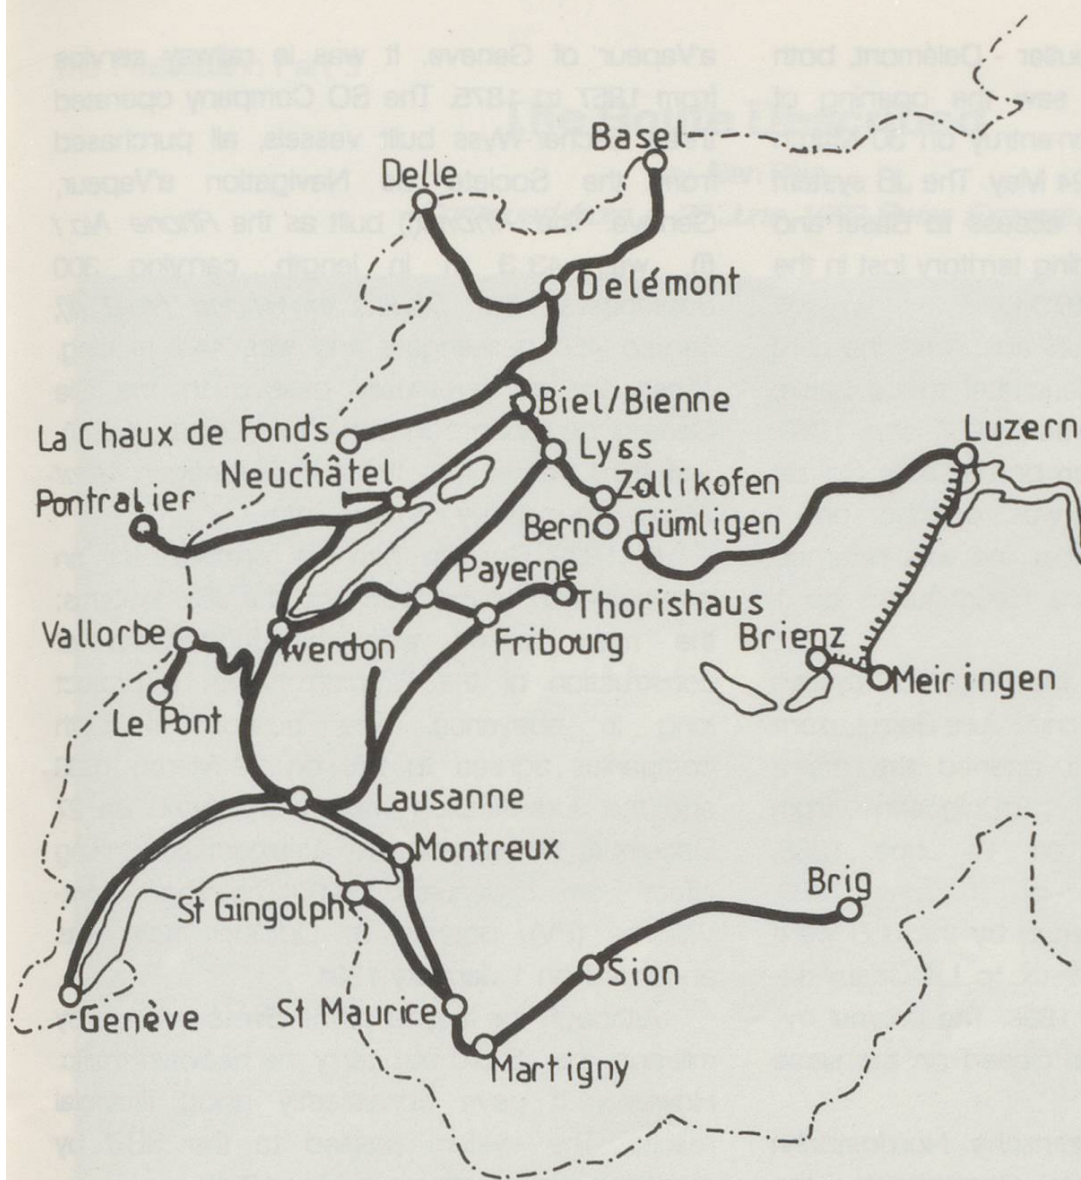 Basel
Delle
Delémont
Biel/Bienne
La Chaux de Fonds
Luzern
Lyss
Neuchâtel
Zollikofen
Pontralier
Bern
Gümligen
Payerne
Thorishaus
Vallorbe
Yverdon
Fribourg
Brienz
Meiringen
Le Pont
Lausanne
Montreux
Brig
St Gingolph
Sion
St Maurice
Genève
Martigny